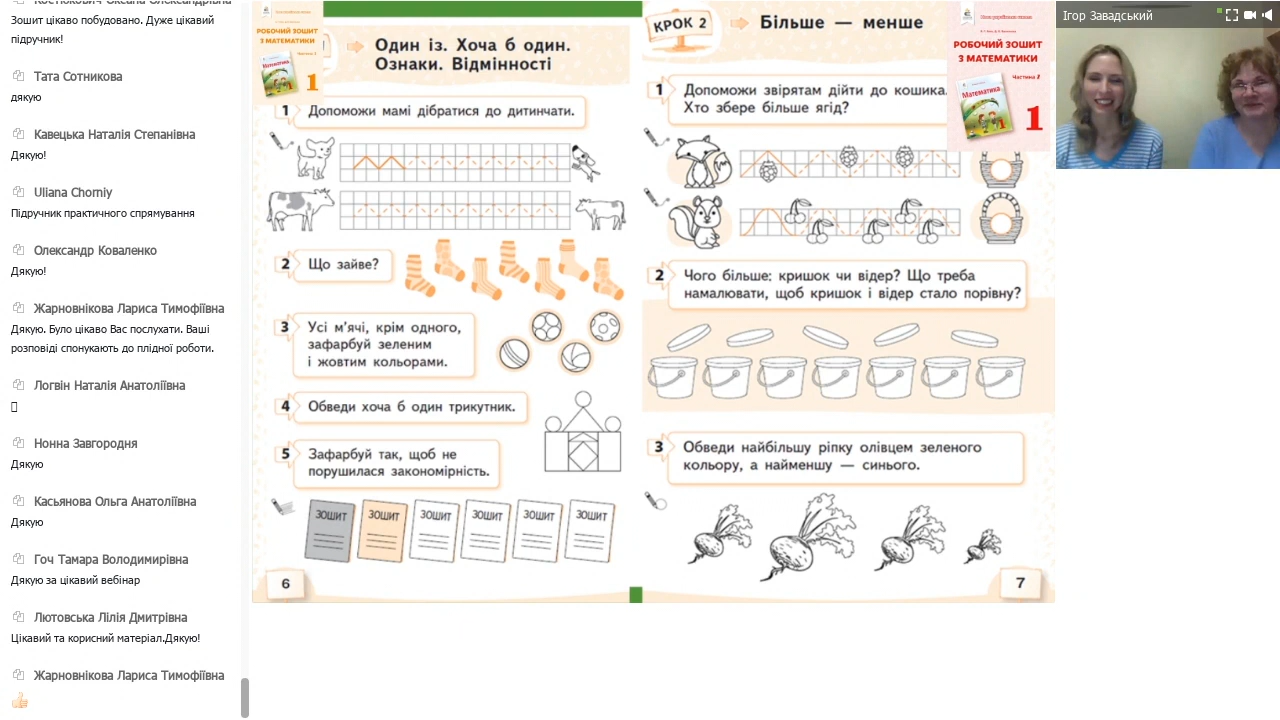 Костюкович Оксана Олександрівна
Зошит цікаво побудовано. Дуже цікавий
підручник!
Тата Сотникова
дякую
Кавецька Наталія Степанівна
Дякую!
Uliana Chorniy
Підручник практичного спрямування
Олександр Коваленко
Дякую!
Жарновнікова Лариса Тимофіївна
Дякую. Було цікаво Вас послухати. Ваші
розповіді спонукають до плідної роботи.
Логвін Наталія Анатоліївна
Нонна Завгородня
Дякую
Касьянова Ольга Анатоліївна
Дякую
Гоч Тамара Володимирівна
Дякую за цікавий вебінар
Лютовська Лілія Дмитрівна
Цікавий та корисний матеріал.Дякую!
Жарновнікова Лариса Тимофіївна
РОБОЧИЙ ЗОШИТ
З МАТЕМАТИКИ
Частина 1
Математика
1
Один із. Хоча б один.
Ознаки. Відмінності
1 Допоможи мамі дібратися до дитинчати.
2 Що зайве?
3 Усі м’ячі, крім одного,
зафарбуй зеленим
і жовтим кольорами.
4 Обведи хоча б один трикутник.
5 Зафарбуй так, щоб не
порушилася закономірність.
ЗОШИТ ЗОШИТ ЗОШИТ ЗОШИТ ЗОШИТ ЗОШИТ
6
КРОК 2
Більше — менше
1 Допоможи звірятам дійти до кошика.
Хто збере більше ягід?
2 Чого більше: кришок чи відер? Що треба
намалювати, щоб кришок і відер стало порівну?
3 Обведи найбільшу ріпку олівцем зеленого
кольору, а найменшу — синього.
7
РОБОЧИЙ ЗОШИТ
З МАТЕМАТИКИ
Частина 2
Математика
1
1
Ігор Завадський